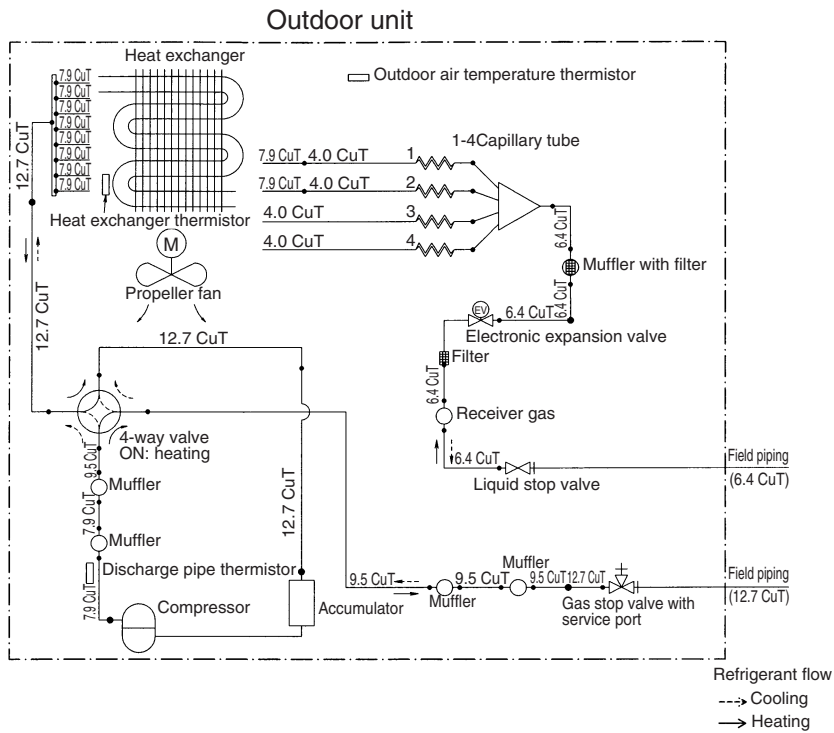 Outdoor unit
Heat exchanger
Outdoor air temperature thermistor
7.9 CuT
7.9 CuT
7.9 CuT
7.9 CuT
7.9 CuT
7.9 CuT
7.9 CuT
7.9 CuT
12.7 CuT
Heat exchanger thermistor
1-4Capillary tube
7.9 CuT 4.0 CuT 1
7.9 CuT 4.0 CuT 2
4.0 CuT 3
4.0 CuT 4
6.4 CuT
Muffler with filter
6.4 CuT
M
Propeller fan
12.7 CuT
12.7 CuT
EV
6.4 CuT
Electronic expansion valve
Filter
6.4 CuT
Receiver gas
4-way valve
ON: heating
9.5 CuT
Muffler
7.9 CuT
Muffler
12.7 CuT
6.4 CuT
Liquid stop valve
Field piping
(6.4 CuT)
Discharge pipe thermistor
7.9 CuT
Compressor
Accumulator
9.5 CuT
Muffler
9.5 CuT
Muffler
9.5 CuT 12.7 CuT
Gas stop valve with
service port
Field piping
(12.7 CuT)
Refrigerant flow
Cooling
Heating